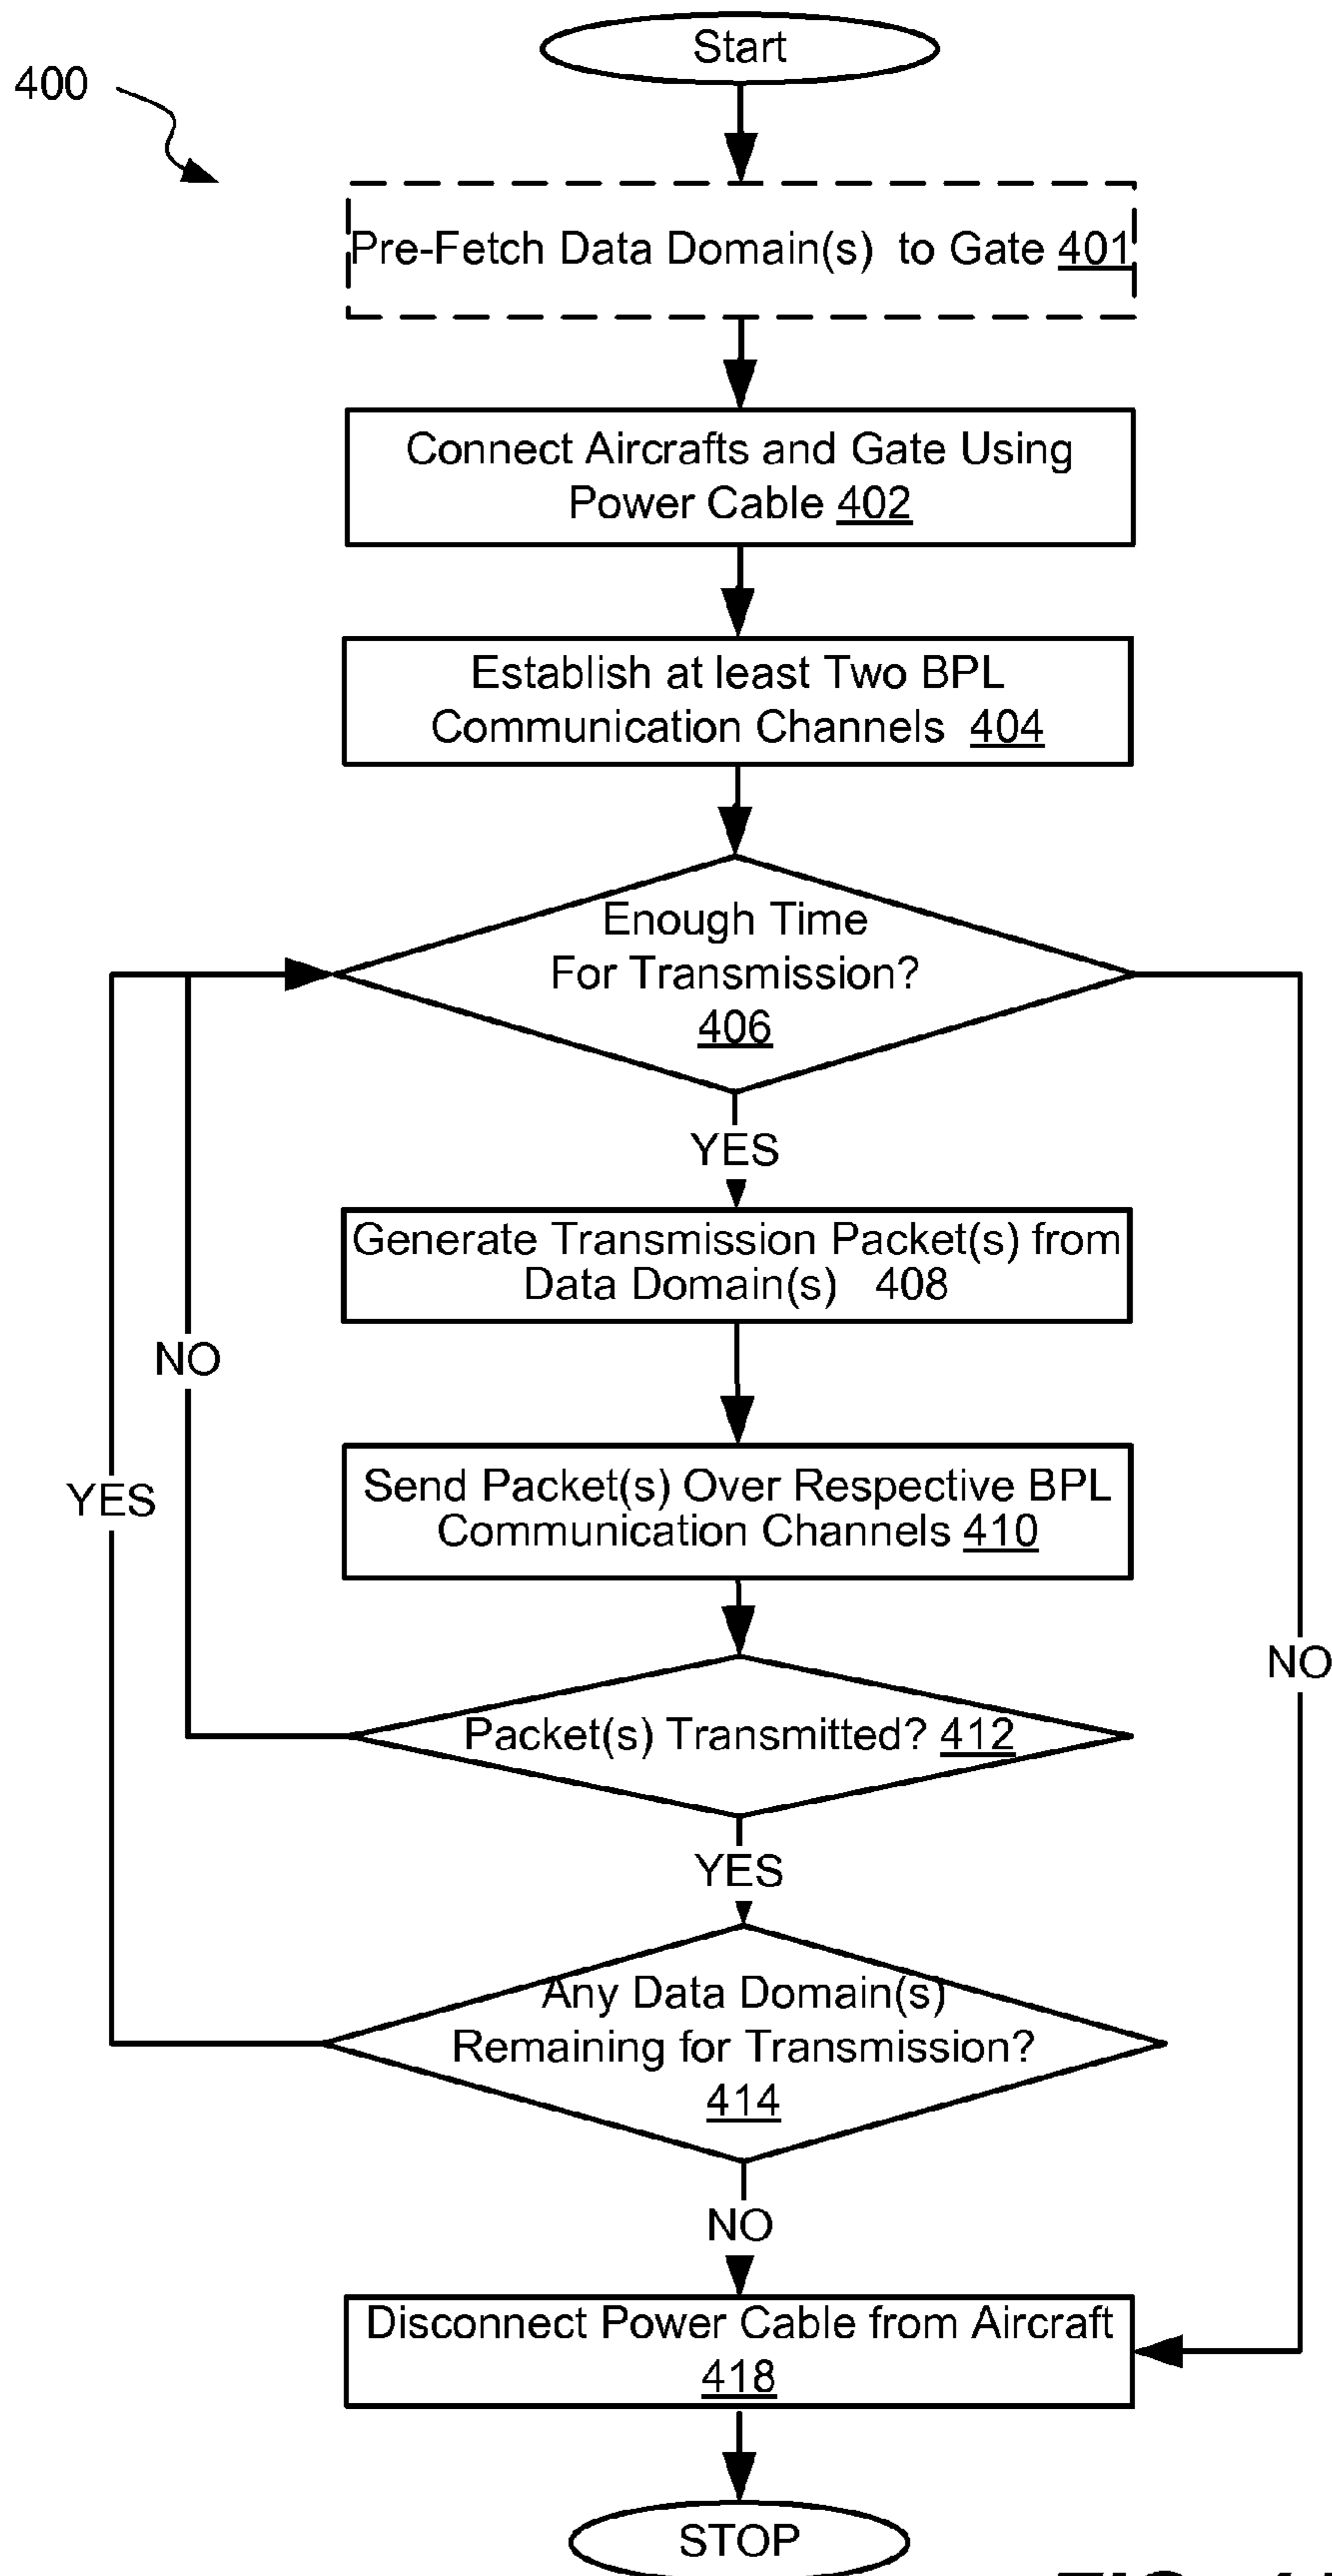 Start
400
Pre-Fetch Data Domain(s) to Gate 401
Connect Aircrafts and Gate Using
Power Cable 402
Establish at least Two BPL
Communication Channels 404
Enough Time
For Transmission?
406
YES
Generate Transmission Packet(s) from
Data Domain(s) 408
NO
Send Packet(s) Over Respective BPL
Communication Channels 410
YES
NO
Packet(s) Transmitted? 412
YES
Any Data Domain(s)
Remaining for Transmission?
414
NO
Disconnect Power Cable from Aircraft
418
STOP